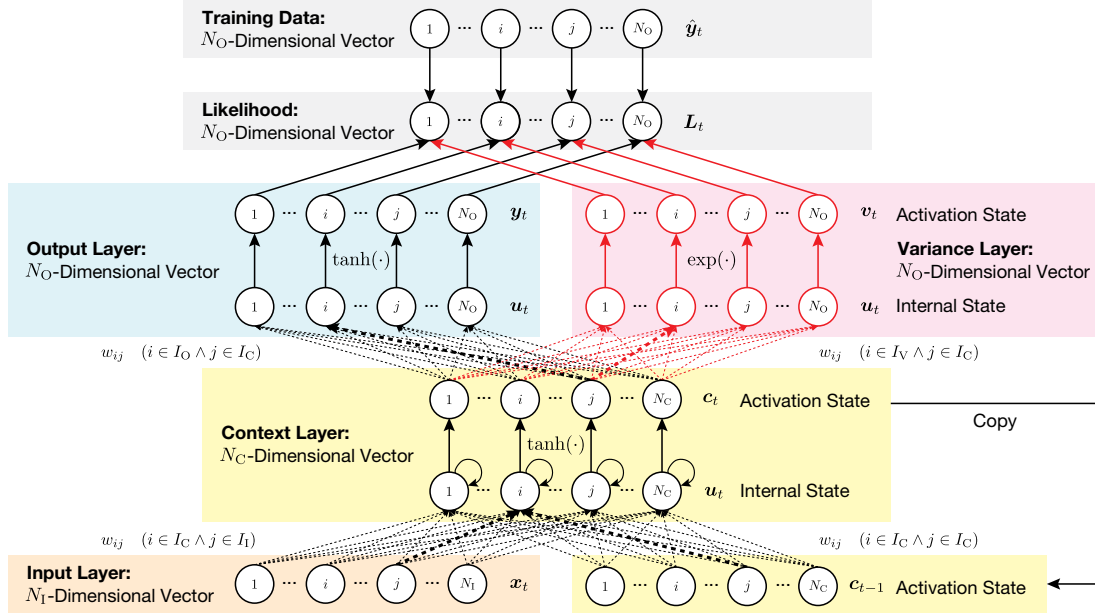 Training Data:
N_O-Dimensional Vector
1 ··· i ··· j ··· N_O ŷ_t
Likelihood:
N_O-Dimensional Vector
1 ··· i ··· j ··· N_O L_t
1 ··· i ··· j ··· N_O y_t
1 ··· i ··· j ··· N_O v_t Activation State
Output Layer:
N_O-Dimensional Vector
tanh(·)
exp(·)
Variance Layer:
N_O-Dimensional Vector
1 ··· i ··· j ··· N_O u_t
1 ··· i ··· j ··· N_O u_t Internal State
w_ij (i ∈ I_O ∧ j ∈ I_C)
w_ij (i ∈ I_V ∧ j ∈ I_C)
1 ··· i ··· j ··· N_C c_t Activation State
Copy
Context Layer:
N_C-Dimensional Vector
tanh(·)
1 ··· i ··· j ··· N_C u_t Internal State
w_ij (i ∈ I_C ∧ j ∈ I_I)
w_ij (i ∈ I_C ∧ j ∈ I_C)
Input Layer:
N_I-Dimensional Vector
1 ··· i ··· j ··· N_I x_t
1 ··· i ··· j ··· N_C c_{t−1} Activation State